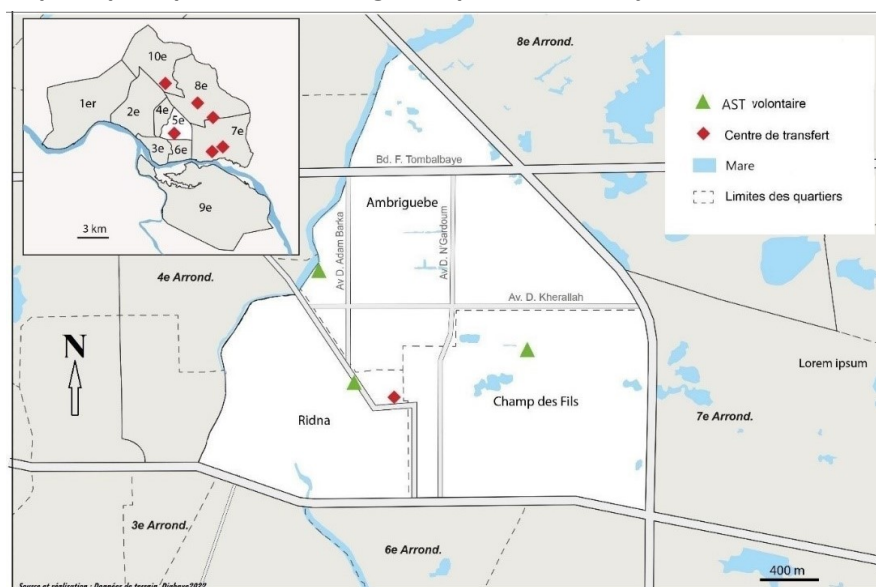 10e
8e
1er
2e
4e
5e
7e
3e
6e
9e
3 km
8e Arrond.
AST volontaire
Centre de transfert
Mare
Limites des quartiers
Bd. F. Tombalbaye
Ambriguebe
Av D. Adam Barka
Av D. N'Gardoum
4e Arrond.
Av. D. Kherallah
N
Lorem ipsum
Champ des Fils
Ridna
7e Arrond.
3e Arrond.
6e Arrond.
400 m